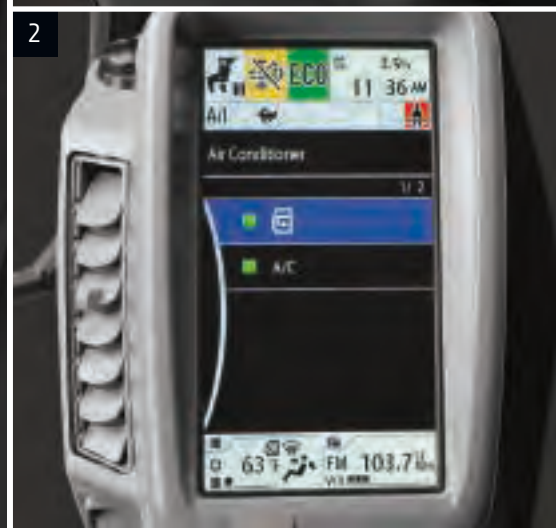 2
ECO
11 36 AM
A/I
Air Conditioner
1/ 2
A/C
63°F FM 103.7